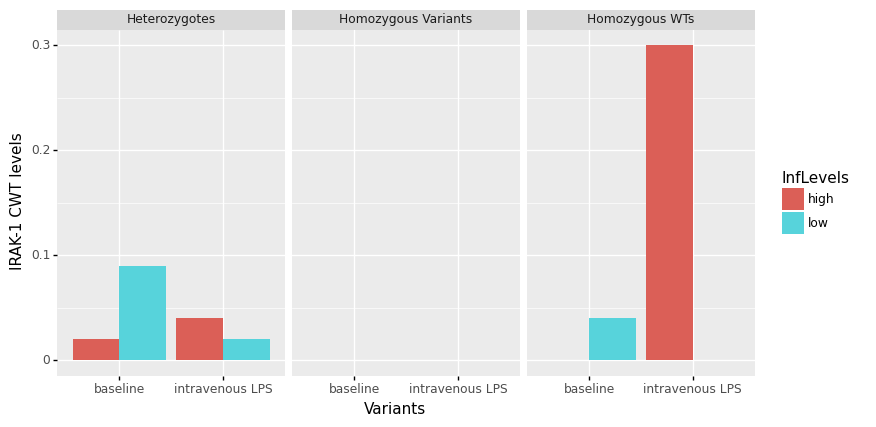 Heterozygotes
Homozygous Variants
Homozygous WTs
IRAK-1 CWT levels
0.3
0.2
0.1
0
baseline
intravenous LPS
baseline
intravenous LPS
baseline
intravenous LPS
Variants
InfLevels
high
low